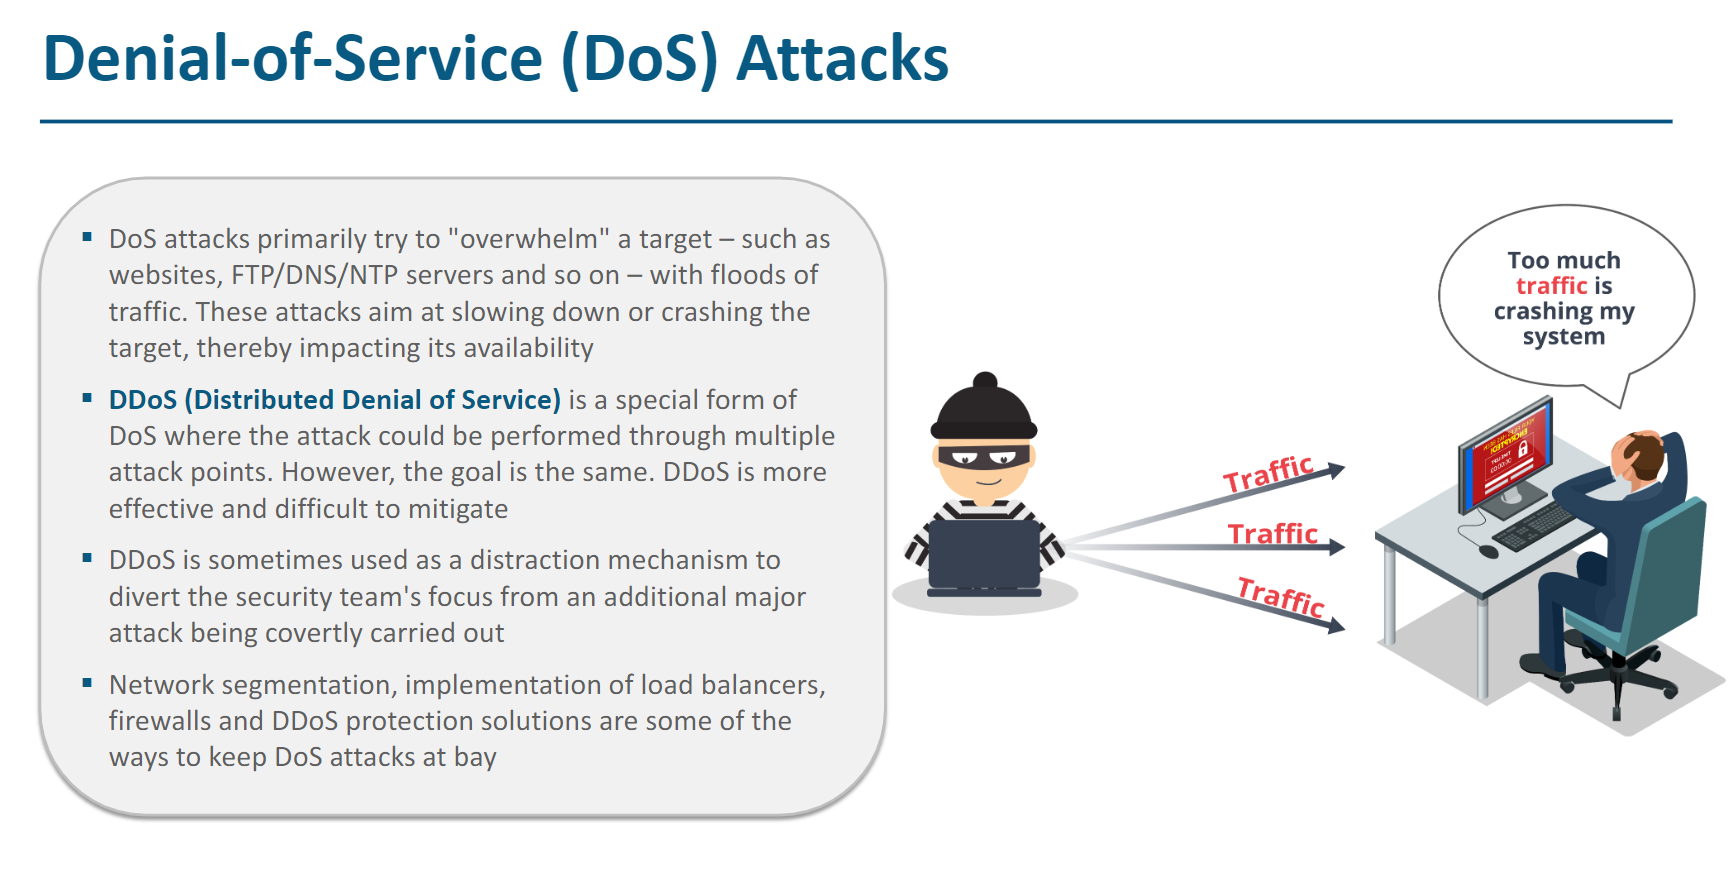 Denial-of-Service (DoS) Attacks
▪ DoS attacks primarily try to "overwhelm" a target – such as
websites, FTP/DNS/NTP servers and so on – with floods of
traffic. These attacks aim at slowing down or crashing the
target, thereby impacting its availability
▪ DDoS (Distributed Denial of Service) is a special form of
DoS where the attack could be performed through multiple
attack points. However, the goal is the same. DDoS is more
effective and difficult to mitigate
▪ DDoS is sometimes used as a distraction mechanism to
divert the security team's focus from an additional major
attack being covertly carried out
▪ Network segmentation, implementation of load balancers,
firewalls and DDoS protection solutions are some of the
ways to keep DoS attacks at bay
Traffic
Traffic
Traffic
Too much
traffic is
crashing my
system